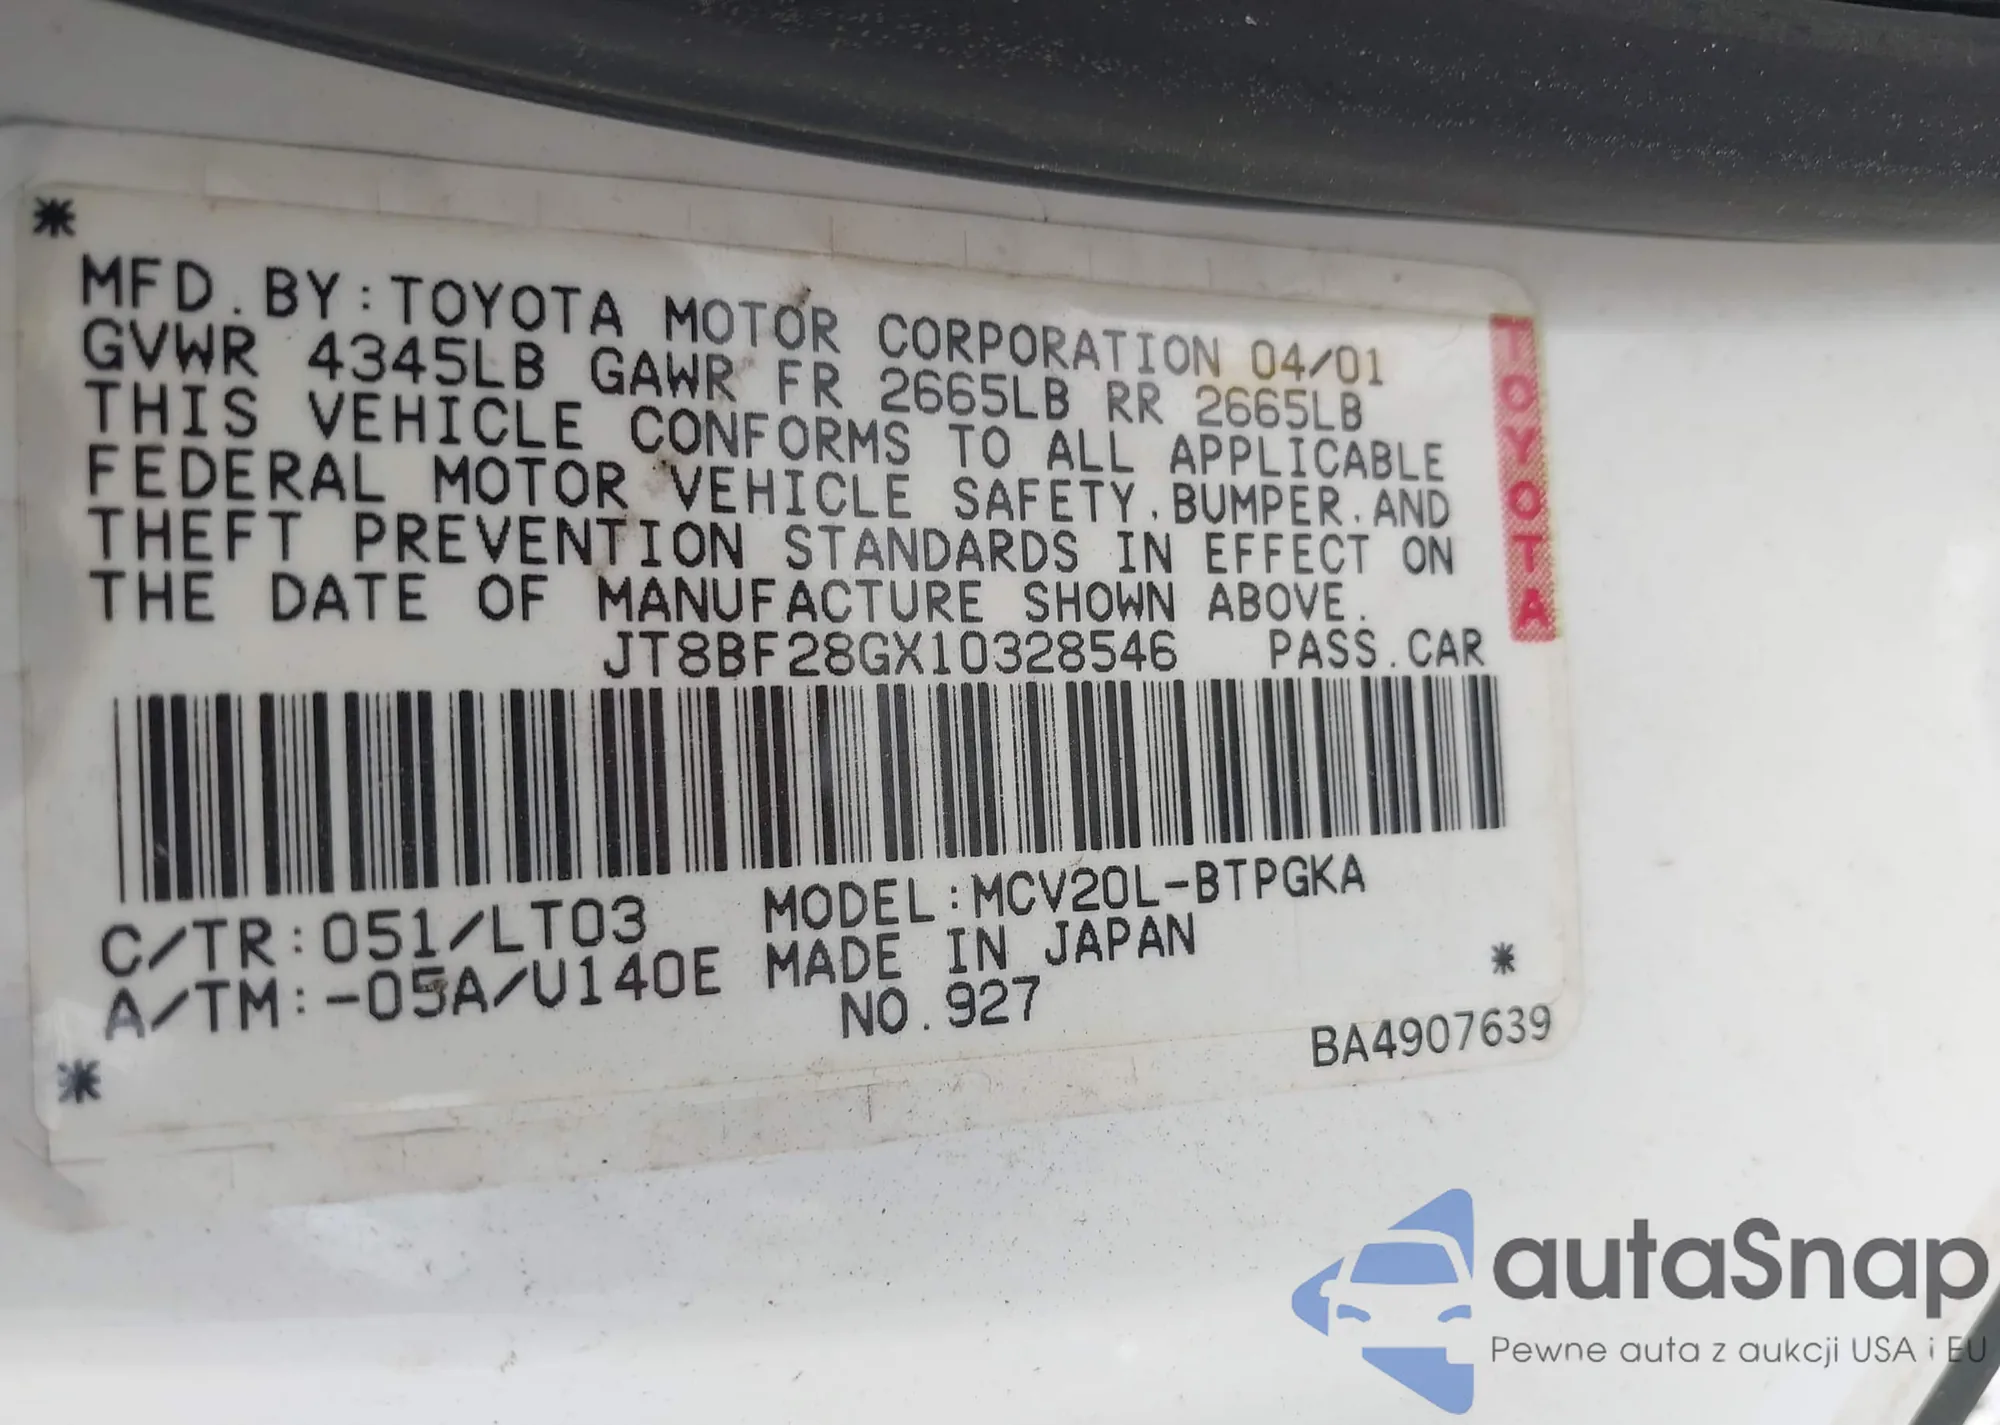 MFD.BY:TOYOTA MOTOR CORPORATION 04/01
GVWR 4345LB GAWR FR 2665LB RR 2665LB
THIS VEHICLE CONFORMS TO ALL APPLICABLE
FEDERAL MOTOR VEHICLE SAFETY,BUMPER,AND
THEFT PREVENTION STANDARDS IN EFFECT ON
THE DATE OF MANUFACTURE SHOWN ABOVE.
JT8BF28GX10328546 PASS.CAR
TOYOTA
C/TR:051/LT03 MODEL:MCV20L-BTPGKA
A/TM:-05A/U140E MADE IN JAPAN
NO.927
BA4907639
autaSnap
Pewne auta z aukcji USA i EU